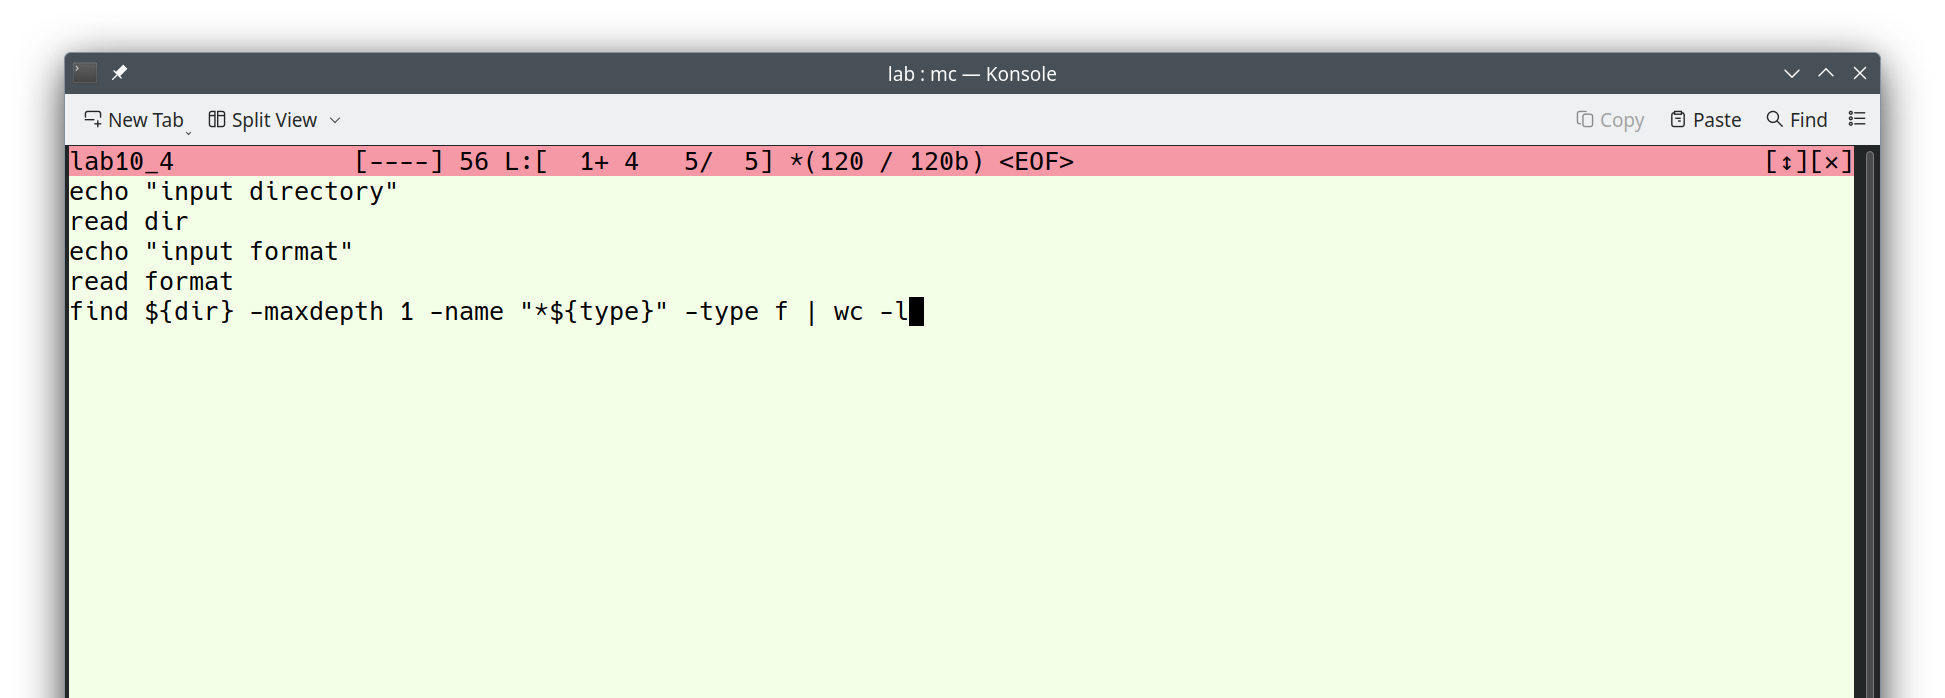 lab : mc — Konsole
New Tab Split View Copy Paste Find
lab10_4 [----] 56 L:[ 1+ 4 5/ 5] *(120 / 120b) <EOF> [↕][×]
echo "input directory"
read dir
echo "input format"
read format
find ${dir} -maxdepth 1 -name "*${type}" -type f | wc -l